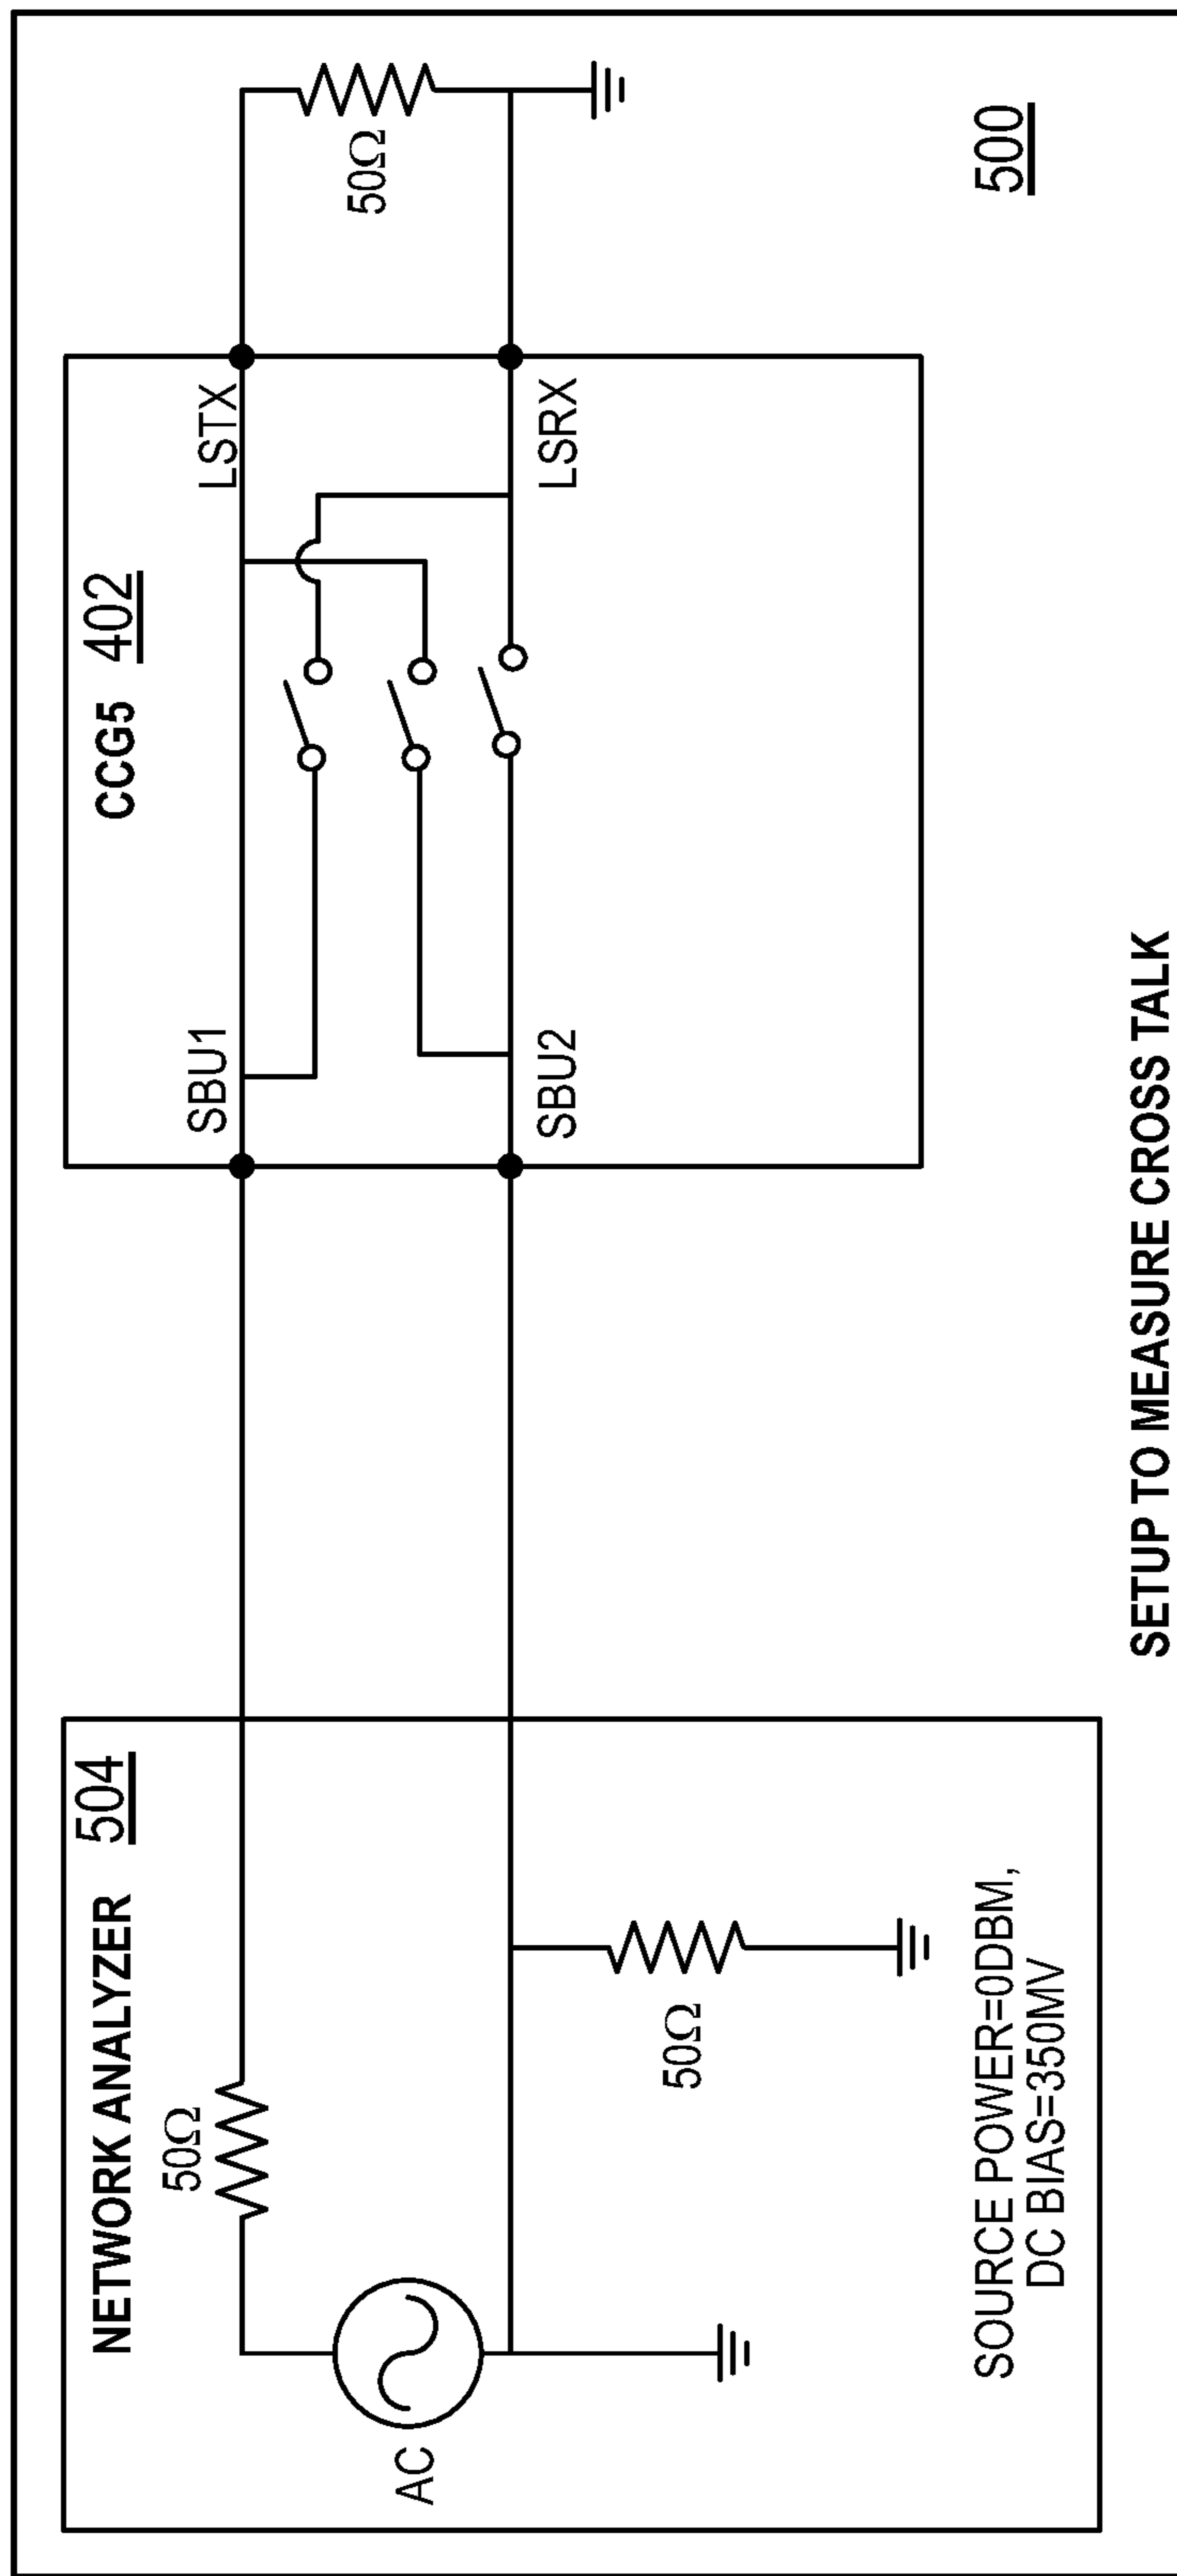 NETWORK ANALYZER 504
50Ω
AC
50Ω
SOURCE POWER=0DBM,
DC BIAS=350MV
CCG5 402
SBU1
LSTX
SBU2
LSRX
50Ω
500
SETUP TO MEASURE CROSS TALK